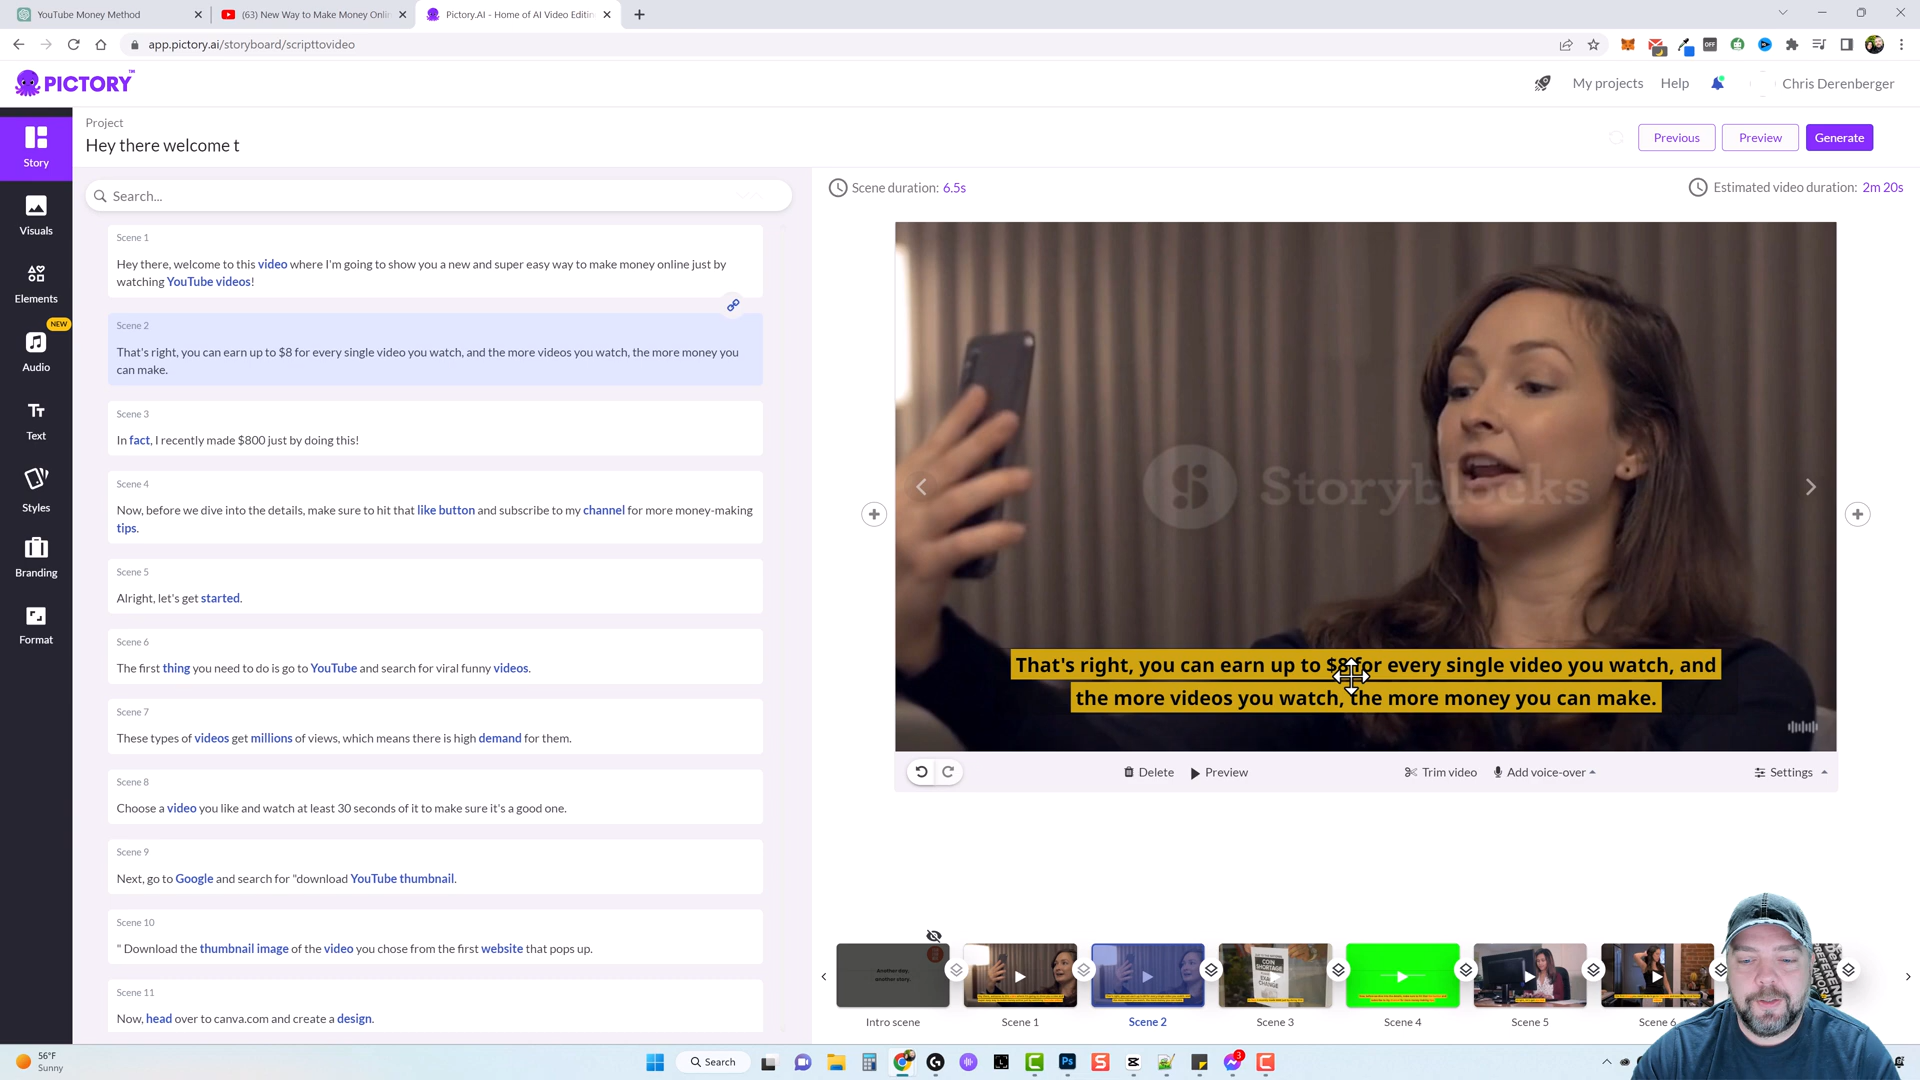 YouTube Money Method
(63) New Way to Make Money Onlin
Pictory.AI - Home of AI Video Editin
app.pictory.ai/storyboard/scripttovideo
OFF
PICTORY
My projects
Help
Chris Derenberger
Project
Hey there welcome t
Previous
Preview
Generate
Story
Visuals
Elements
NEW
Audio
Text
Styles
Branding
Format
Search...
Scene 1
Hey there, welcome to this video where I'm going to show you a new and super easy way to make money online just by
watching YouTube videos!
Scene 2
That's right, you can earn up to $8 for every single video you watch, and the more videos you watch, the more money you
can make.
Scene 3
In fact, I recently made $800 just by doing this!
Scene 4
Now, before we dive into the details, make sure to hit that like button and subscribe to my channel for more money-making
tips.
Scene 5
Alright, let's get started.
Scene 6
The first thing you need to do is go to YouTube and search for viral funny videos.
Scene 7
These types of videos get millions of views, which means there is high demand for them.
Scene 8
Choose a video you like and watch at least 30 seconds of it to make sure it's a good one.
Scene 9
Next, go to Google and search for "download YouTube thumbnail.
Scene 10
" Download the thumbnail image of the video you chose from the first website that pops up.
Scene 11
Now, head over to canva.com and create a design.
Scene duration: 6.5s
Estimated video duration: 2m 20s
Storyblocks
That's right, you can earn up to $8 for every single video you watch, and
the more videos you watch, the more money you can make.
Delete
Preview
Trim video
Add voice-over
Settings
Another day,
another story.
COIN
SHORTAGE
EXA
CHANGE
Intro scene
Scene 1
Scene 2
Scene 3
Scene 4
Scene 5
Scene 6
56°F
Sunny
Search
3